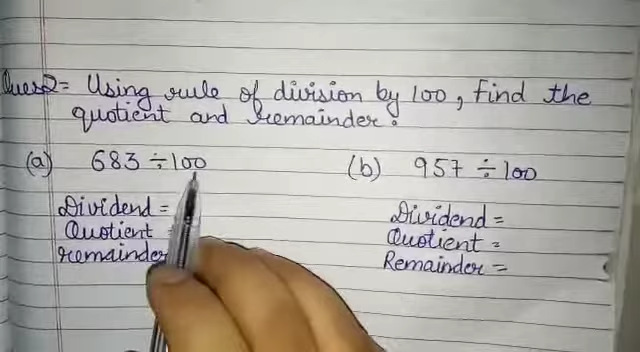 Ques2= Using rule of division by 100, find the
quotient and remainder.
(a) 683 ÷ 100
(b) 957 ÷ 100
Dividend =
Quotient
remainder
Dividend =
Quotient =
Remainder =